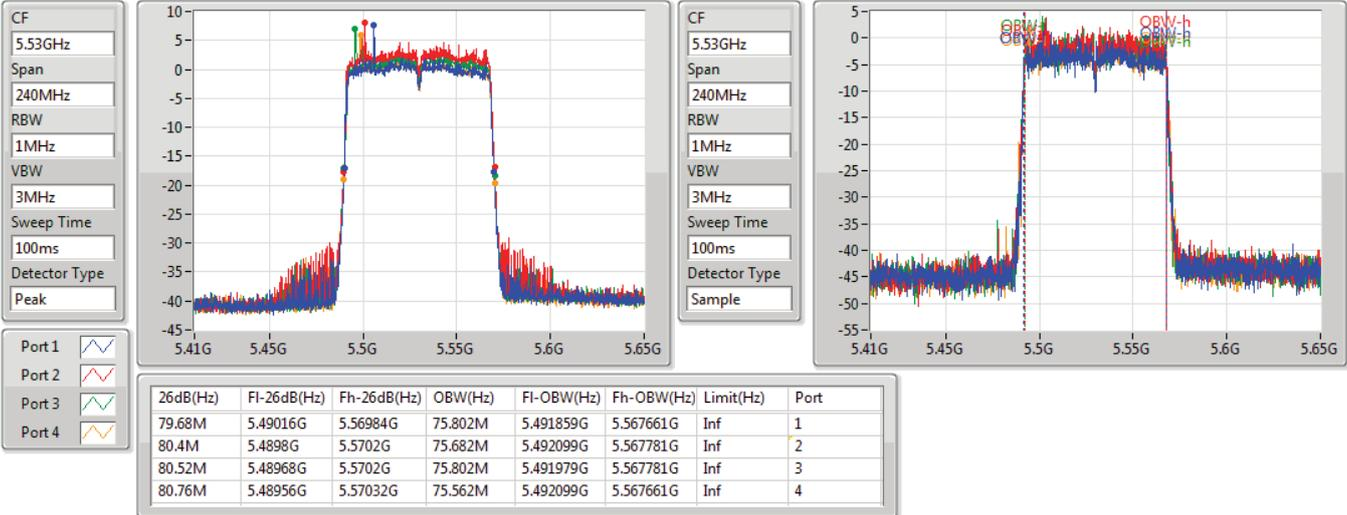 CF
5.53GHz
Span
240MHz
RBW
1MHz
VBW
3MHz
Sweep Time
100ms
Detector Type
Peak
10
5
0
-5
-10
-15
-20
-25
-30
-35
-40
-45
5.41G 5.45G 5.5G 5.55G 5.6G 5.65G
CF
5.53GHz
Span
240MHz
RBW
1MHz
VBW
3MHz
Sweep Time
100ms
Detector Type
Sample
5
0
-5
-10
-15
-20
-25
-30
-35
-40
-45
-50
-55
OBW-h
OBW-h
5.41G 5.45G 5.5G 5.55G 5.6G 5.65G
Port 1
Port 2
Port 3
Port 4
26dB(Hz) Fl-26dB(Hz) Fh-26dB(Hz) OBW(Hz) Fl-OBW(Hz) Fh-OBW(Hz) Limit(Hz) Port
79.68M 5.49016G 5.56984G 75.802M 5.491859G 5.567661G Inf 1
80.4M 5.4898G 5.5702G 75.682M 5.492099G 5.567781G Inf 2
80.52M 5.48968G 5.5702G 75.802M 5.491979G 5.567781G Inf 3
80.76M 5.48956G 5.57032G 75.562M 5.492099G 5.567661G Inf 4